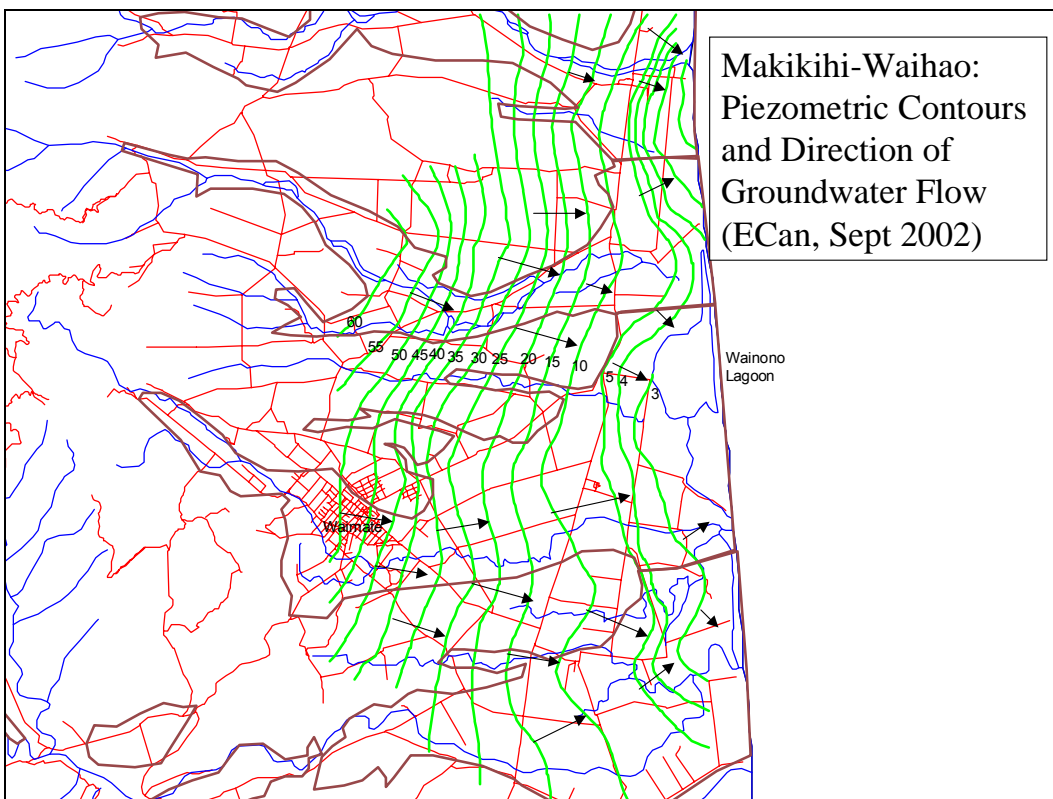 Makikihi-Waihao:
Piezometric Contours
and Direction of
Groundwater Flow
(ECan, Sept 2002)
60
55
50
45
40
35
30
25
20
15
10
5
4
3
Wainono
Lagoon
Waimate